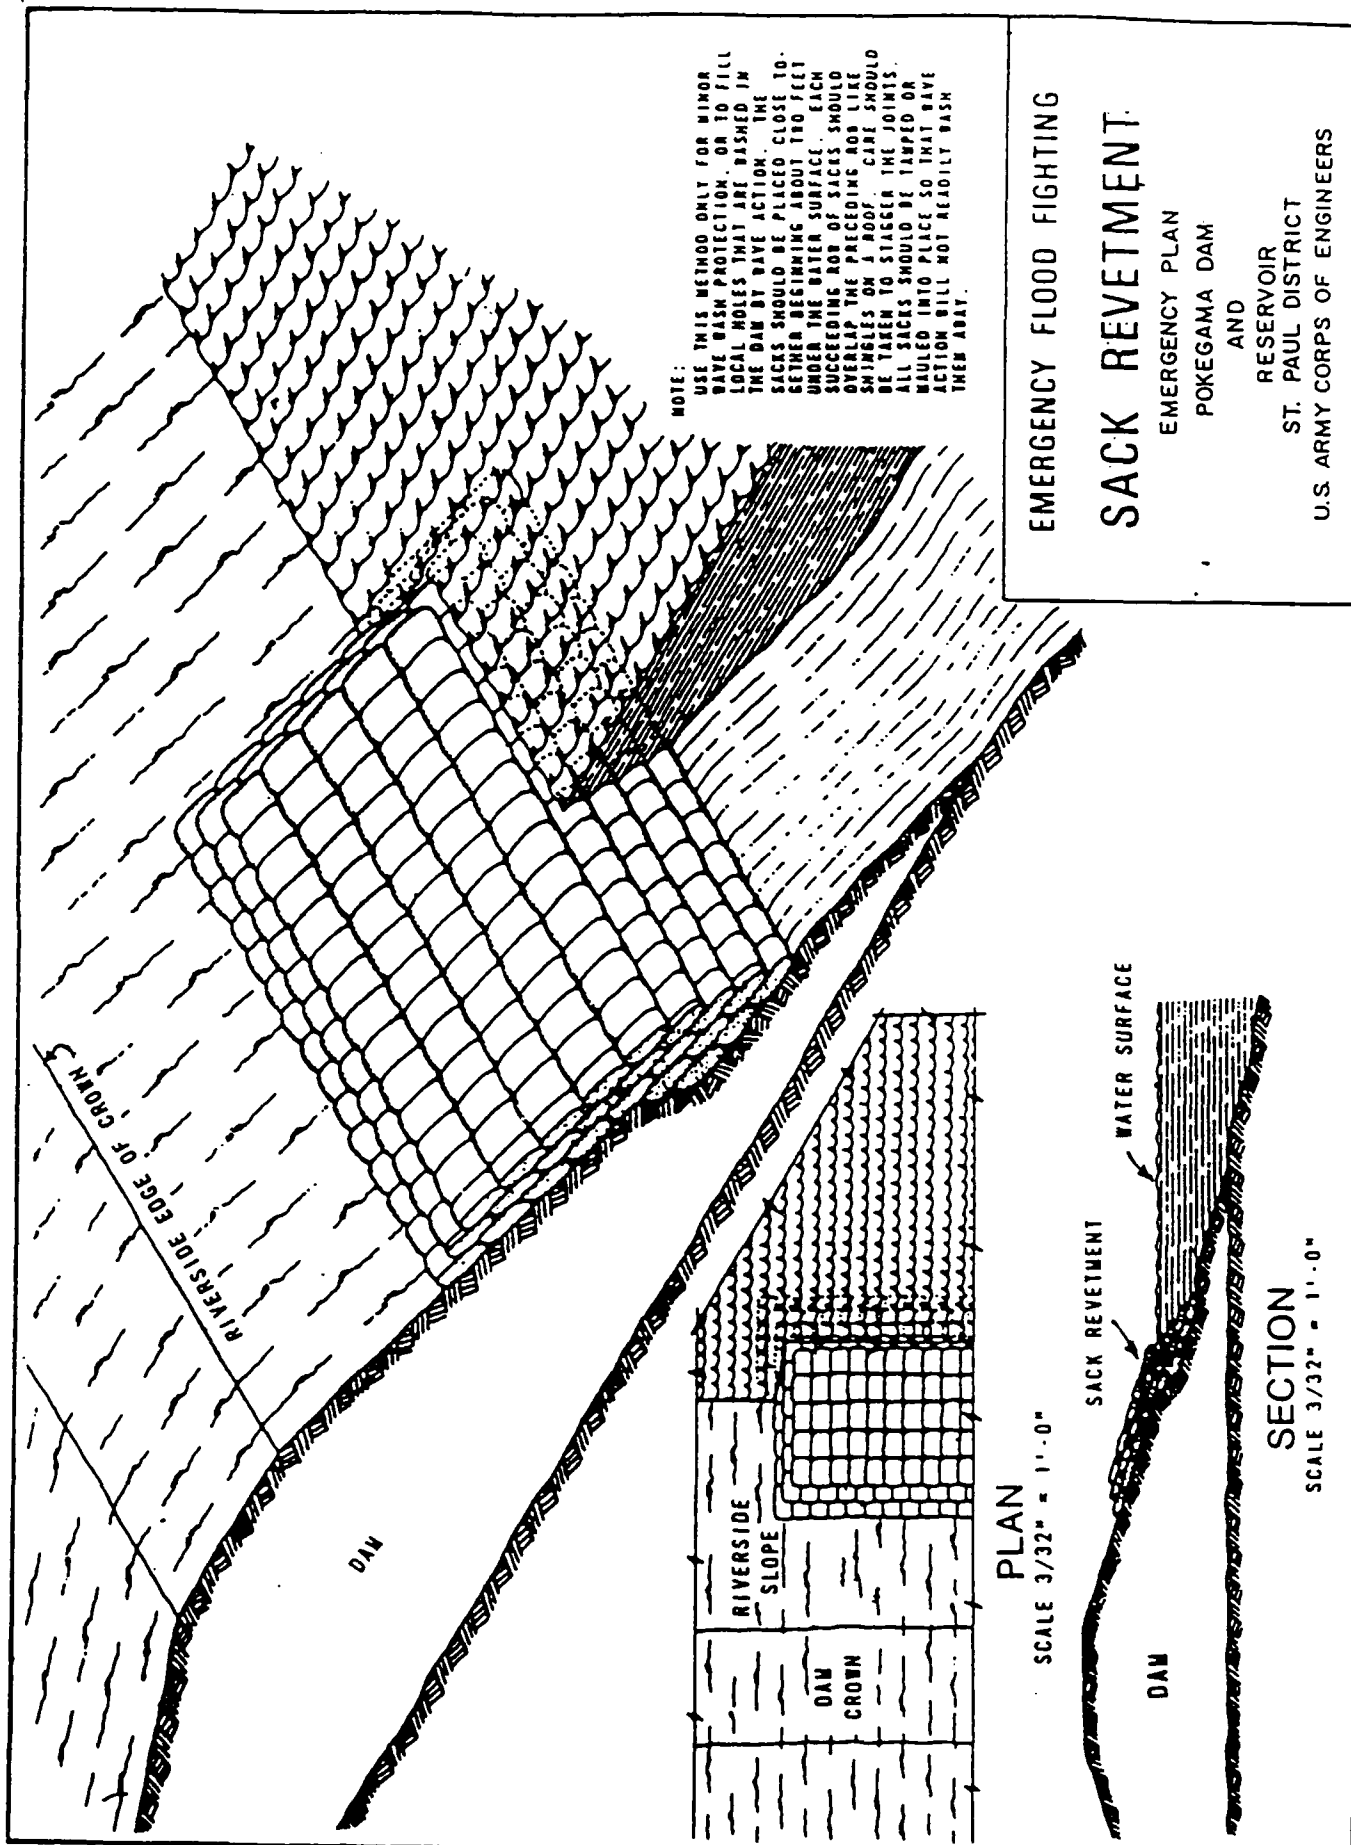 RIVERSIDE EDGE OF CROWN
DAM
NOTE:
USE THIS METHOD ONLY FOR MINOR
WAVE WASH PROTECTION, OR TO FILL
LOCAL HOLES THAT ARE WASHED IN
THE DAM BY WAVE ACTION. THE
SACKS SHOULD BE PLACED CLOSE TO-
GETHER BEGINNING ABOUT TWO FEET
UNDER THE WATER SURFACE. EACH
SUCCEEDING ROW OF SACKS SHOULD
OVERLAP THE PRECEDING ROW LIKE
SHINGLES ON A ROOF. CARE SHOULD
BE TAKEN TO STAGGER THE JOINTS.
ALL SACKS SHOULD BE TAMPED OR
MAULED INTO PLACE SO THAT WAVE
ACTION WILL NOT READILY WASH
THEM AWAY.
RIVERSIDE
SLOPE
DAM
CROWN
PLAN
SCALE 3/32" = 1'-0"
SACK REVETMENT
WATER SURFACE
DAM
SECTION
SCALE 3/32" = 1'-0"
EMERGENCY FLOOD FIGHTING
SACK REVETMENT
EMERGENCY PLAN
POKEGAMA DAM
AND
RESERVOIR
ST. PAUL DISTRICT
U.S. ARMY CORPS OF ENGINEERS